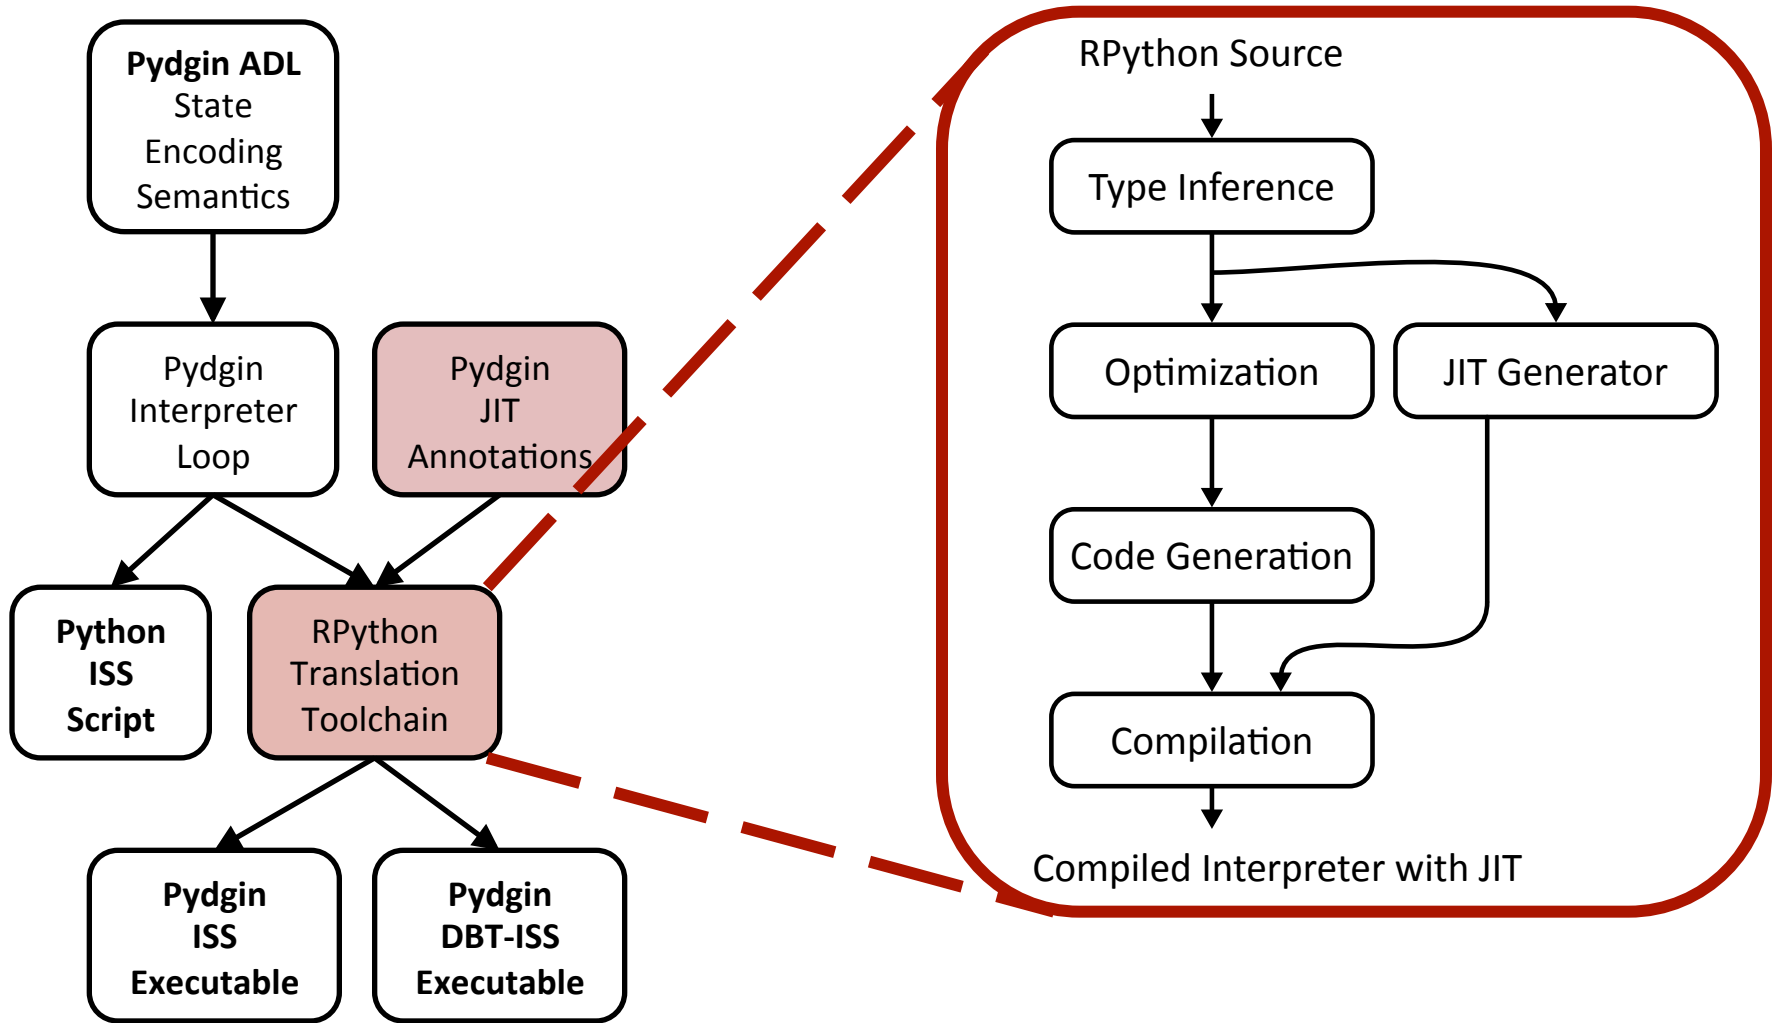 Pydgin ADL
State
Encoding
Semantics
Pydgin
Interpreter
Loop
Pydgin
JIT
Annotations
Python
ISS
Script
RPython
Translation
Toolchain
Pydgin
ISS
Executable
Pydgin
DBT-ISS
Executable
RPython Source
Type Inference
Optimization
JIT Generator
Code Generation
Compilation
Compiled Interpreter with JIT